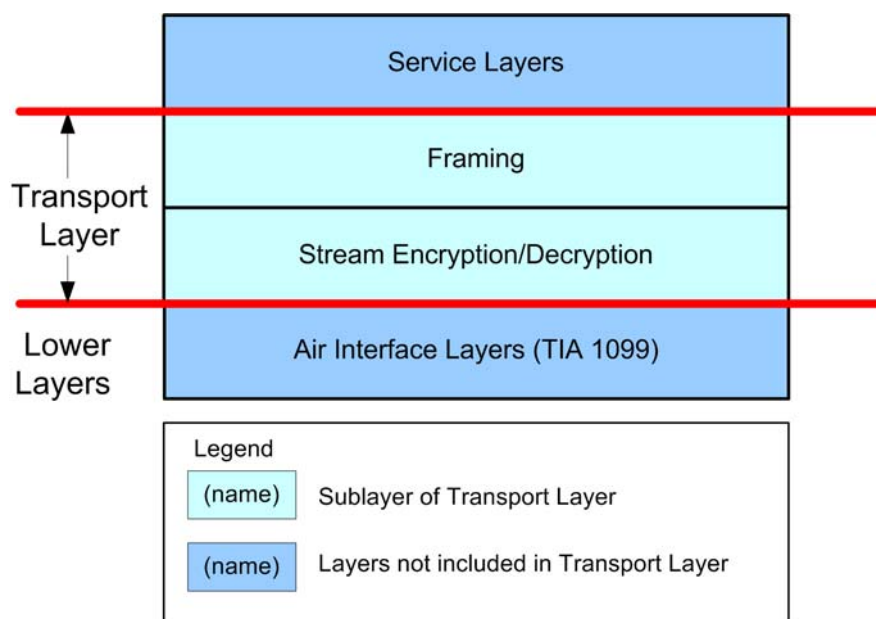 Service Layers
Framing
Transport
Layer
Stream Encryption/Decryption
Lower
Layers
Air Interface Layers (TIA 1099)
Legend
(name) Sublayer of Transport Layer
(name) Layers not included in Transport Layer